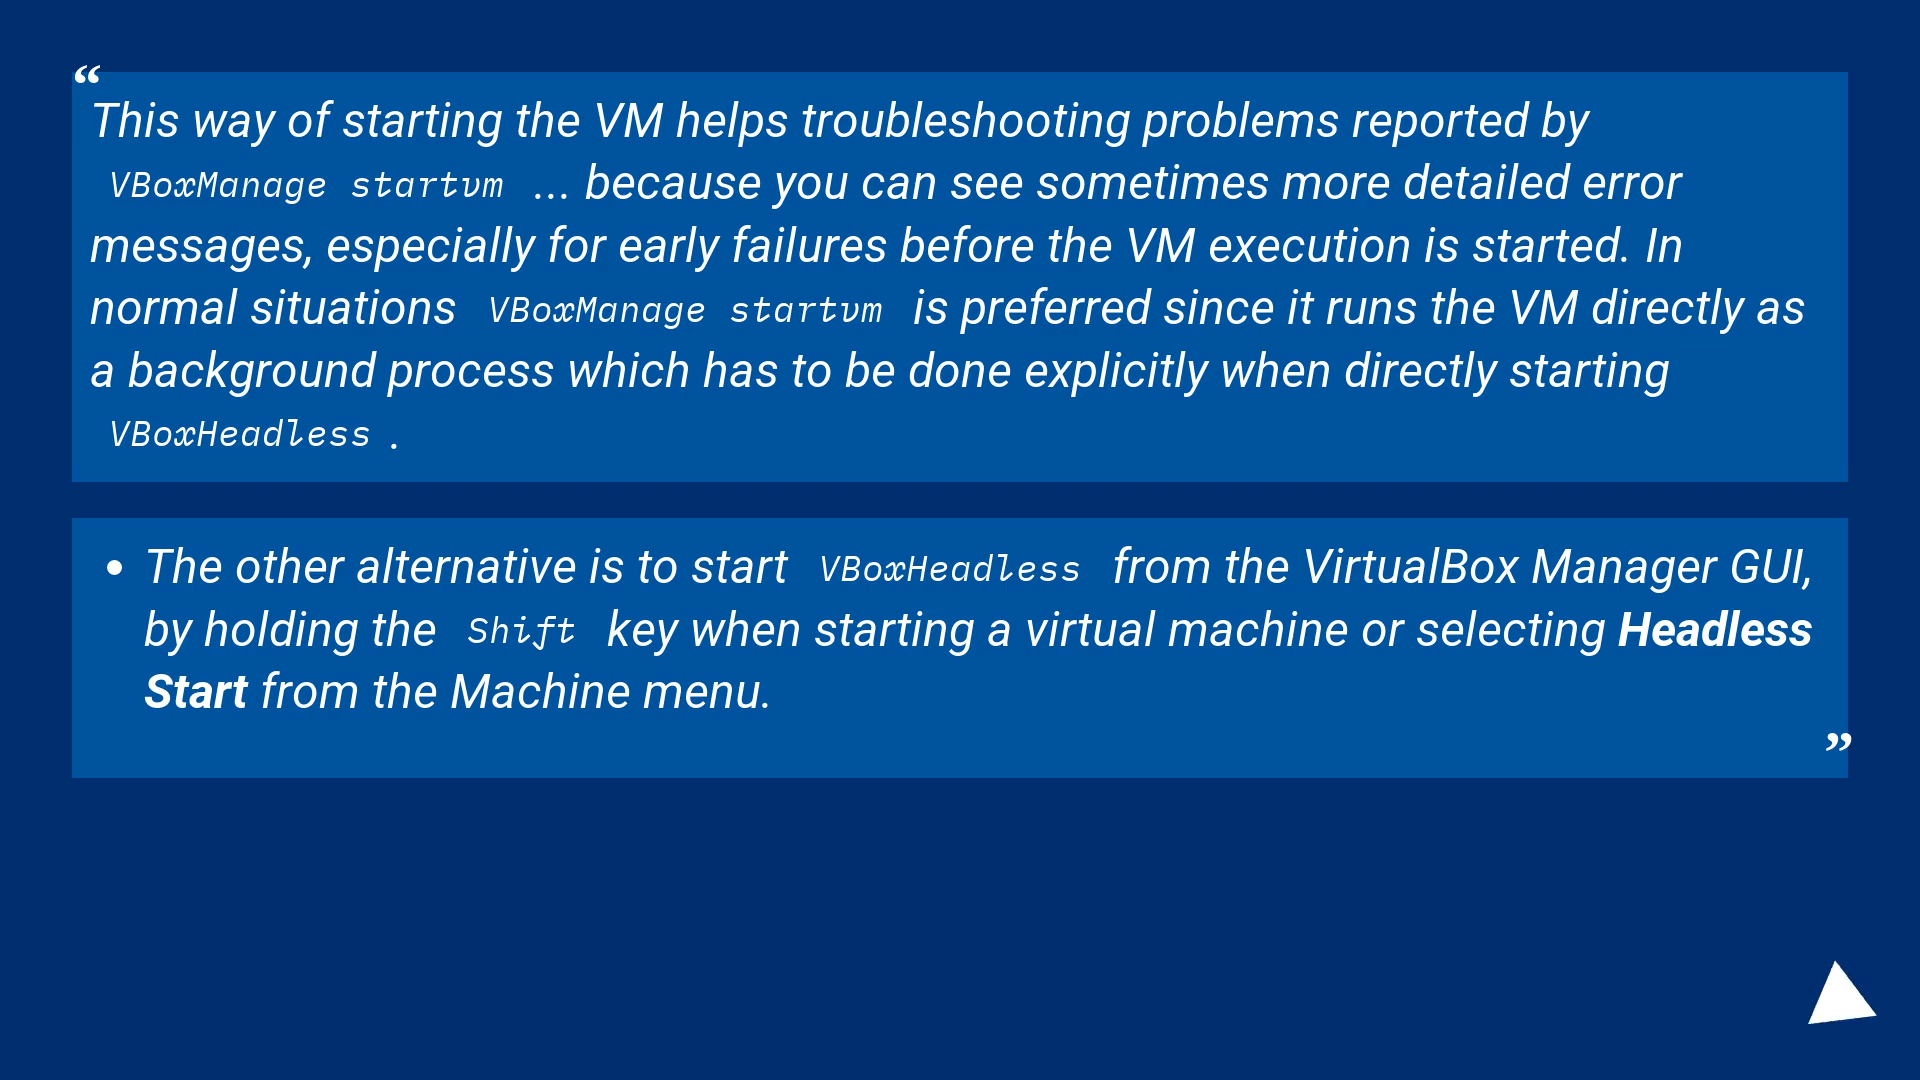 “
This way of starting the VM helps troubleshooting problems reported by
VBoxManage startvm ... because you can see sometimes more detailed error
messages, especially for early failures before the VM execution is started. In
normal situations VBoxManage startvm is preferred since it runs the VM directly as
a background process which has to be done explicitly when directly starting
VBoxHeadless .
• The other alternative is to start VBoxHeadless from the VirtualBox Manager GUI,
by holding the Shift key when starting a virtual machine or selecting Headless
Start from the Machine menu.
”